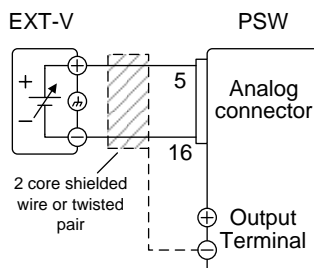 EXT-V
PSW
+
−
+
−
5
16
Analog
connector
2 core shielded
wire or twisted
pair
+
−
Output
Terminal